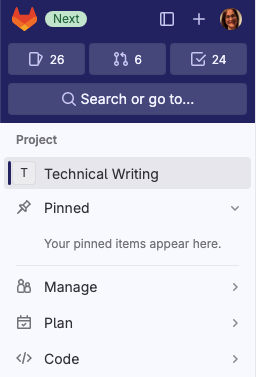 Next
26
6
24
Search or go to...
Project
T Technical Writing
Pinned
Your pinned items appear here.
Manage
Plan
Code